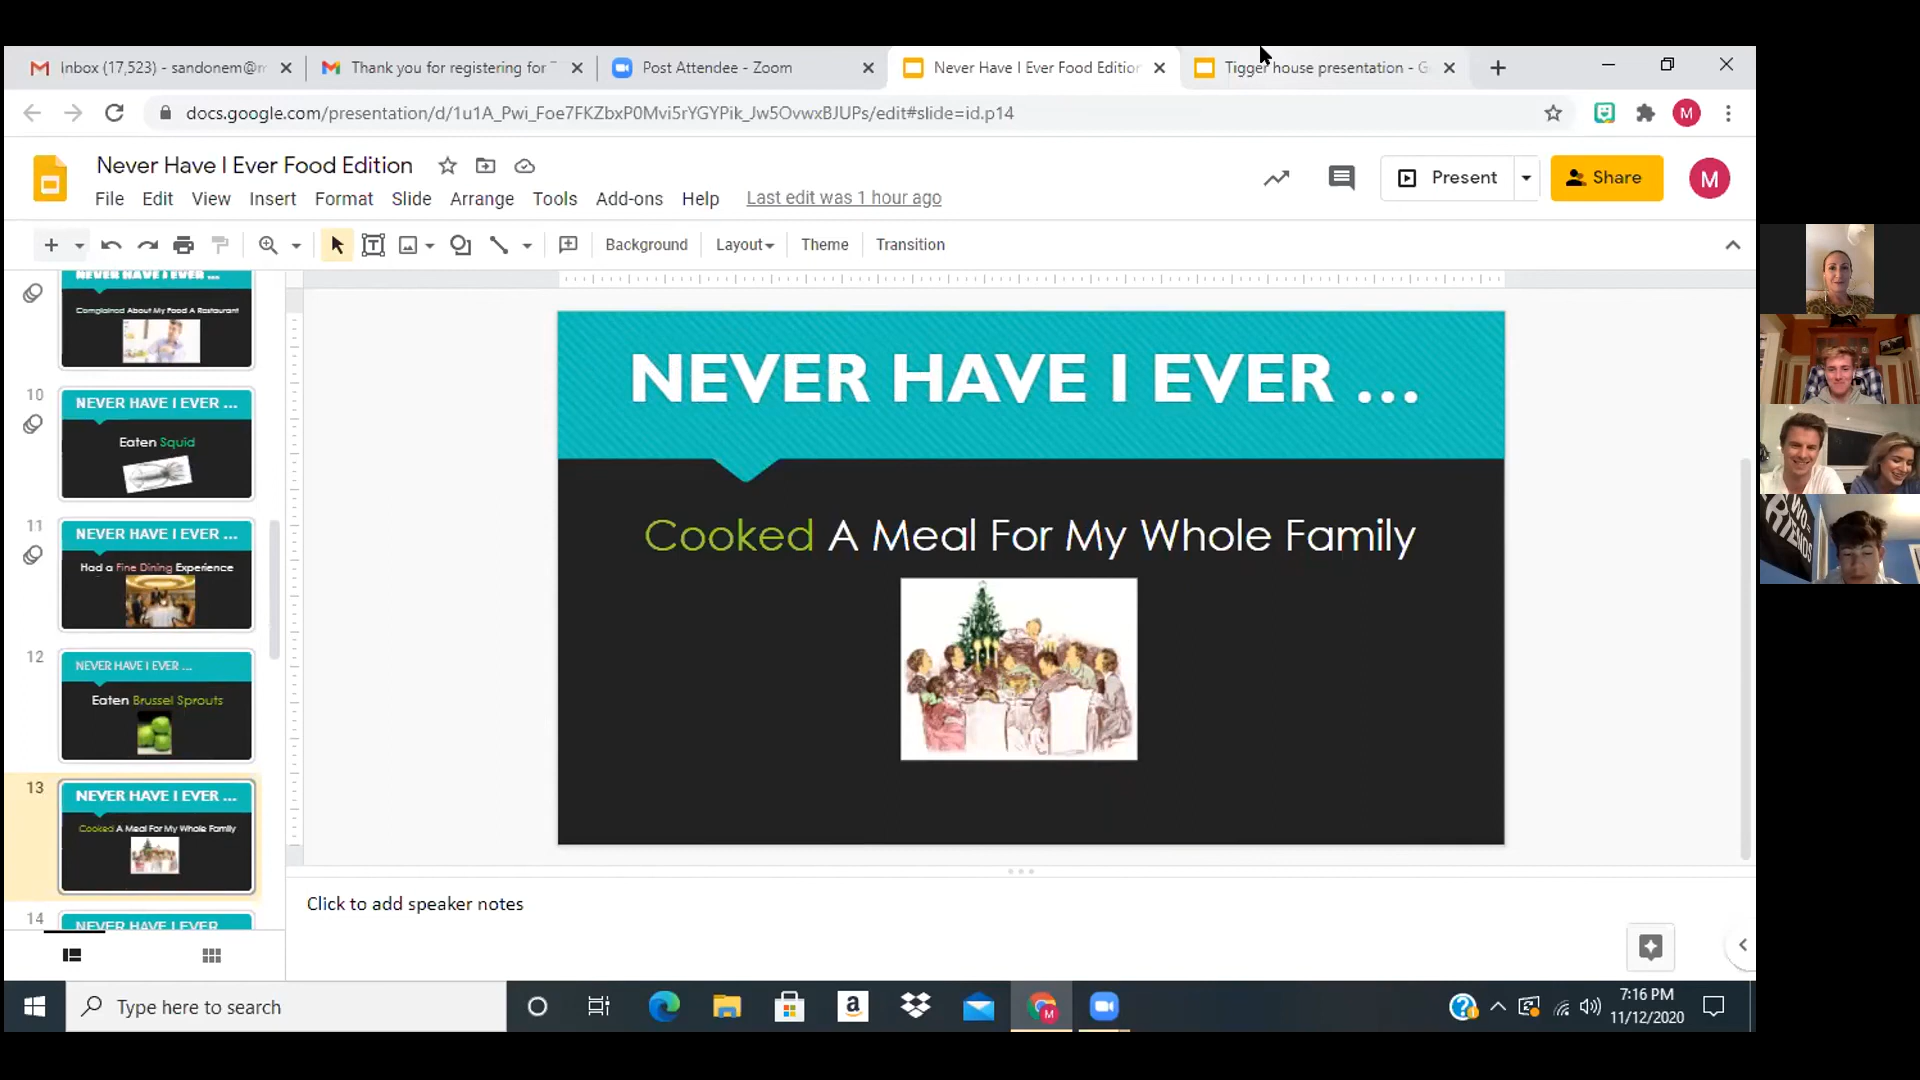 Inbox (17,523) - sandonem@m
Thank you for registering for
Post Attendee - Zoom
Never Have I Ever Food Edition
Tigger house presentation - G
docs.google.com/presentation/d/1u1A_Pwi_Foe7FKZbxP0Mvi5rYGYPik_Jw5OvwxBJUPs/edit#slide=id.p14
M
Never Have I Ever Food Edition
Present
Share
M
File Edit View Insert Format Slide Arrange Tools Add-ons Help Last edit was 1 hour ago
Background Layout Theme Transition
NEVER HAVE I EVER ...
Complained About My Food A Restaurant
10
NEVER HAVE I EVER ...
Eaten Squid
11
NEVER HAVE I EVER ...
Had a Fine Dining Experience
12
NEVER HAVE I EVER ...
Eaten Brussel Sprouts
13
NEVER HAVE I EVER ...
Cooked A Meal For My Whole Family
14
NEVER HAVE I EVER
NEVER HAVE I EVER ...
Cooked A Meal For My Whole Family
Click to add speaker notes
Type here to search
a
M
7:16 PM
11/12/2020